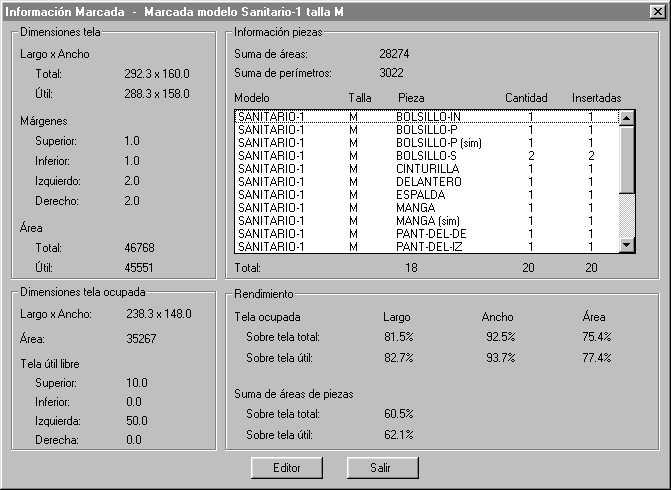 Información Marcada - Marcada modelo Sanitario-1 talla M
Dimensiones tela
Largo x Ancho
Total: 292.3 x 160.0
Útil: 288.3 x 158.0
Márgenes
Superior: 1.0
Inferior: 1.0
Izquierdo: 2.0
Derecho: 2.0
Área
Total: 46768
Útil: 45551
Información piezas
Suma de áreas: 28274
Suma de perímetros: 3022
Modelo Talla Pieza Cantidad Insertadas
SANITARIO-1 M BOLSILLO-IN 1 1
SANITARIO-1 M BOLSILLO-P 1 1
SANITARIO-1 M BOLSILLO-P (sim) 1 1
SANITARIO-1 M BOLSILLO-S 2 2
SANITARIO-1 M CINTURILLA 1 1
SANITARIO-1 M DELANTERO 1 1
SANITARIO-1 M ESPALDA 1 1
SANITARIO-1 M MANGA 1 1
SANITARIO-1 M MANGA (sim) 1 1
SANITARIO-1 M PANT-DEL-DE 1 1
SANITARIO-1 M PANT-DEL-IZ 1 1
Total: 18 20 20
Dimensiones tela ocupada
Largo x Ancho: 238.3 x 148.0
Área: 35267
Tela útil libre
Superior: 10.0
Inferior: 0.0
Izquierda: 50.0
Derecha: 0.0
Rendimiento
Tela ocupada Largo Ancho Área
Sobre tela total: 81.5% 92.5% 75.4%
Sobre tela útil: 82.7% 93.7% 77.4%
Suma de áreas de piezas
Sobre tela total: 60.5%
Sobre tela útil: 62.1%
Editor Salir